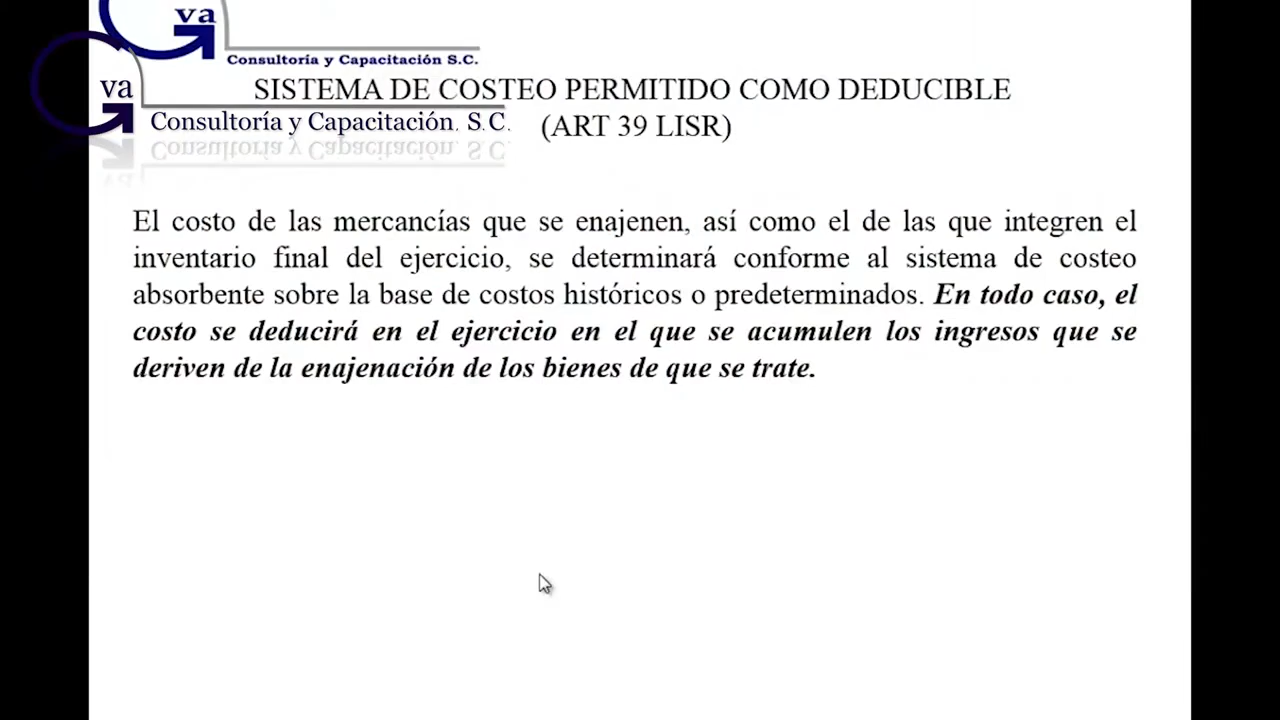 va
Consultoría y Capacitación S.C.
SISTEMA DE COSTEO PERMITIDO COMO DEDUCIBLE
va
Consultoría y Capacitación, S.C.
(ART 39 LISR)
Consultoría y Capacitación, S.C.
El costo de las mercancías que se enajenen, así como el de las que integren el
inventario final del ejercicio, se determinará conforme al sistema de costeo
absorbente sobre la base de costos históricos o predeterminados. En todo caso, el
costo se deducirá en el ejercicio en el que se acumulen los ingresos que se
deriven de la enajenación de los bienes de que se trate.